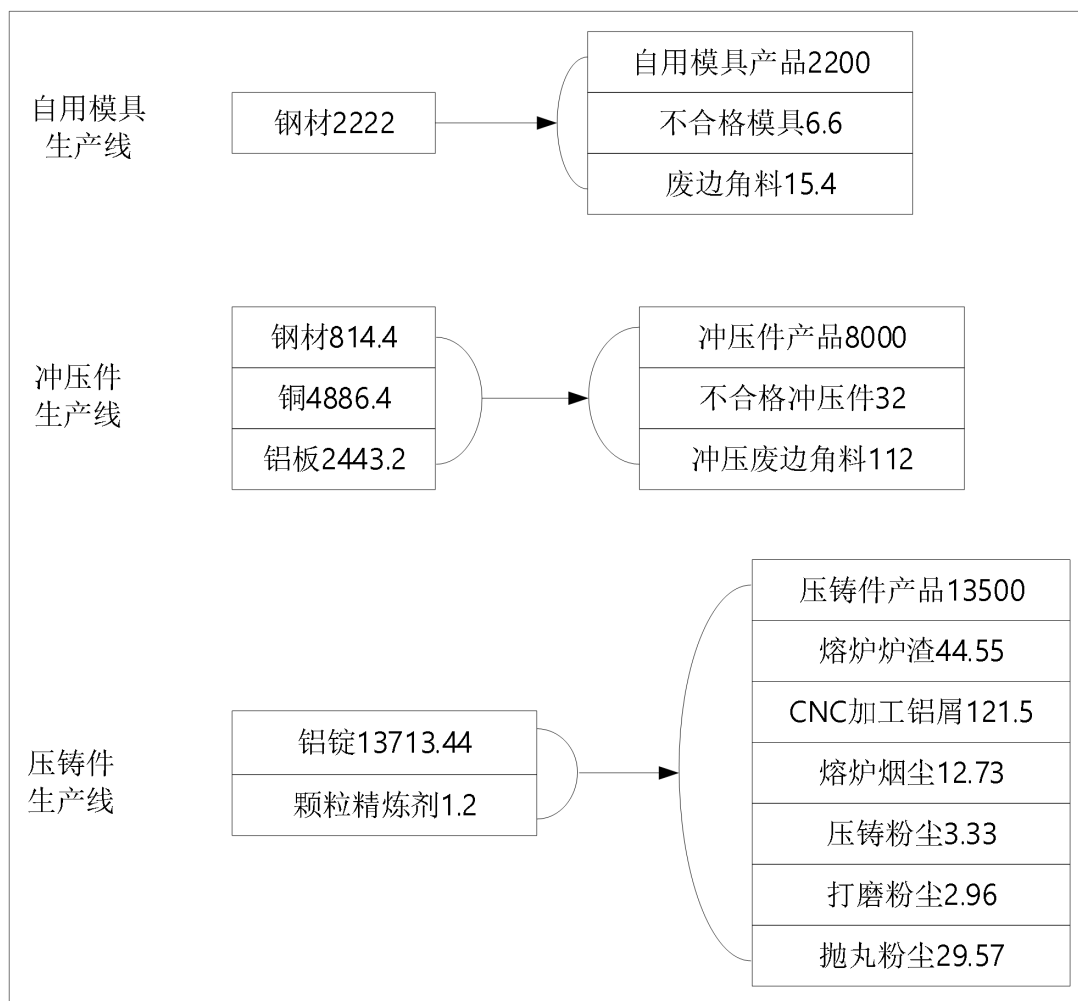 自用模具
生产线
钢材2222
自用模具产品2200
不合格模具6.6
废边角料15.4
冲压件
生产线
钢材814.4
铜4886.4
铝板2443.2
冲压件产品8000
不合格冲压件32
冲压废边角料112
压铸件
生产线
铝锭13713.44
颗粒精炼剂1.2
压铸件产品13500
熔炉炉渣44.55
CNC加工铝屑121.5
熔炉烟尘12.73
压铸粉尘3.33
打磨粉尘2.96
抛丸粉尘29.57